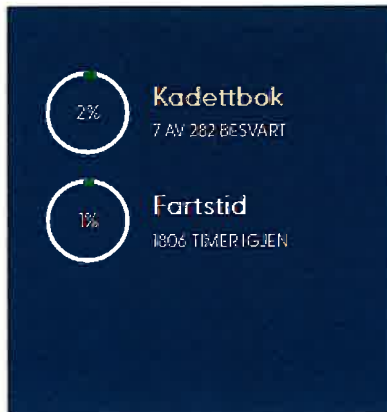 2%
Kadettbok
7 AV 282 BESVART
1%
Fartstid
1806 TIMER IGJEN